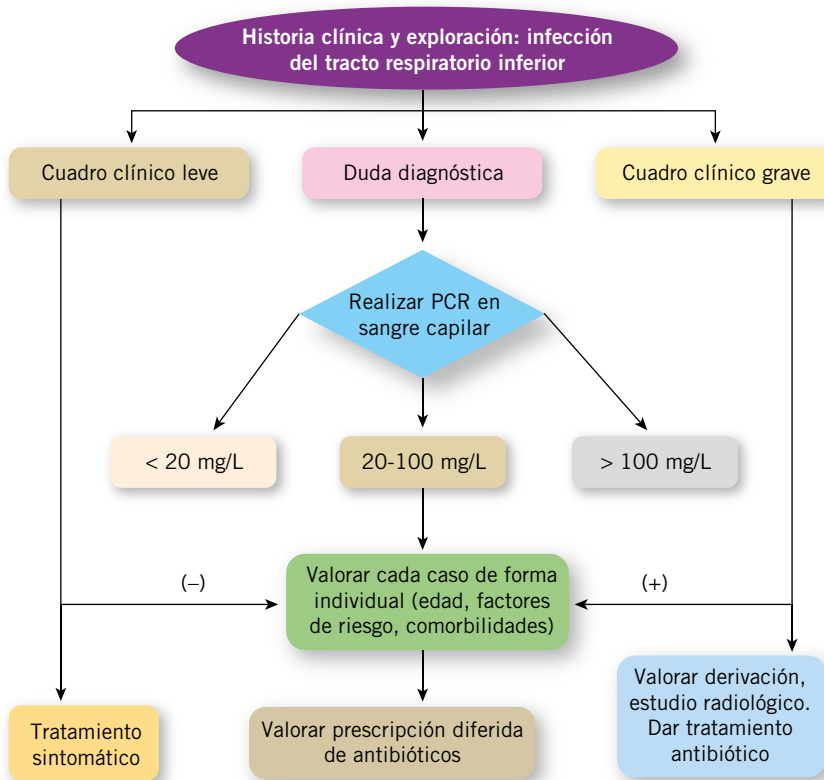 Historia clínica y exploración: infección
del tracto respiratorio inferior
Cuadro clínico leve
Duda diagnóstica
Cuadro clínico grave
Realizar PCR en
sangre capilar
< 20 mg/L
20-100 mg/L
> 100 mg/L
(–)
Valorar cada caso de forma
individual (edad, factores
de riesgo, comorbilidades)
(+)
Tratamiento
sintomático
Valorar prescripción diferida
de antibióticos
Valorar derivación,
estudio radiológico.
Dar tratamiento
antibiótico